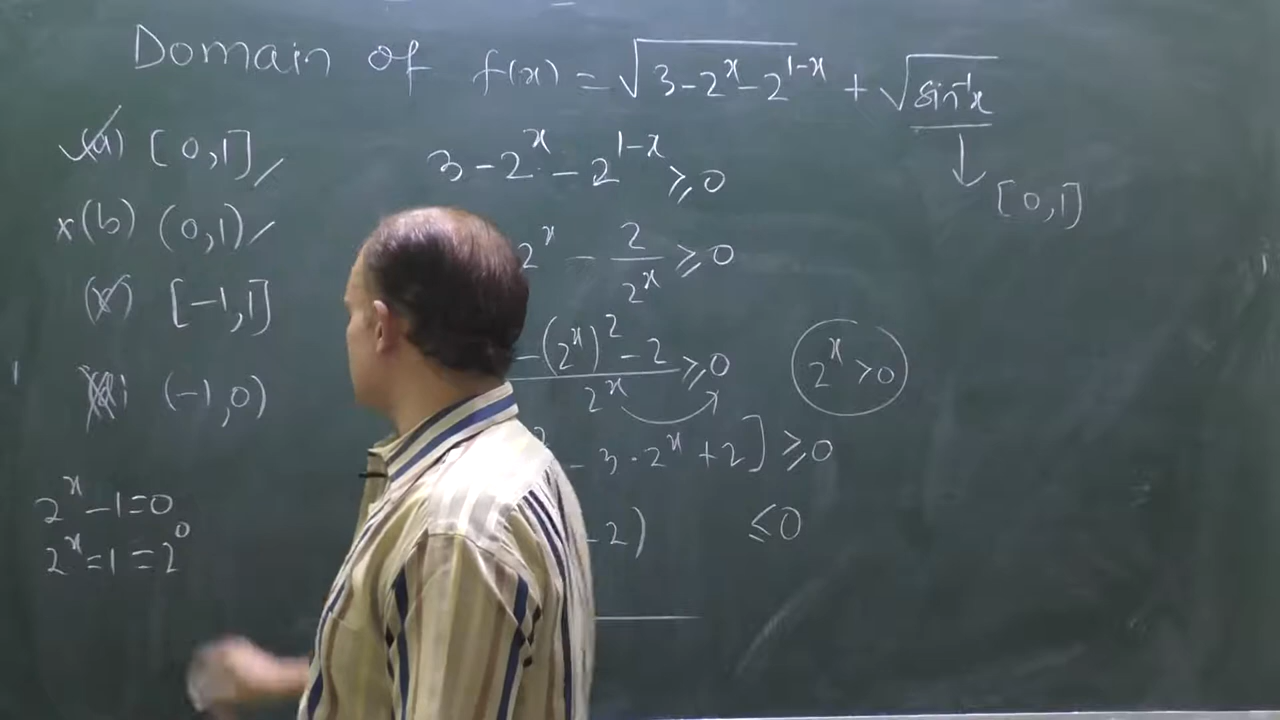 Domain of f(x) = √(3 − 2^x − 2^(1−x)) + √(sin⁻¹x)
(a) [0,1]
3 − 2^x − 2^(1−x) ≥ 0
[0,1]
x (b) (0,1)
2^x − 2/2^x ≥ 0
[−1,1]
−(2^x)² − 2 / 2^x ≥ 0
2^x > 0
(−1,0)
− 3·2^x + 2] ≥ 0
2^x − 1 = 0
−2) ≤ 0
2^x = 1 = 2^0